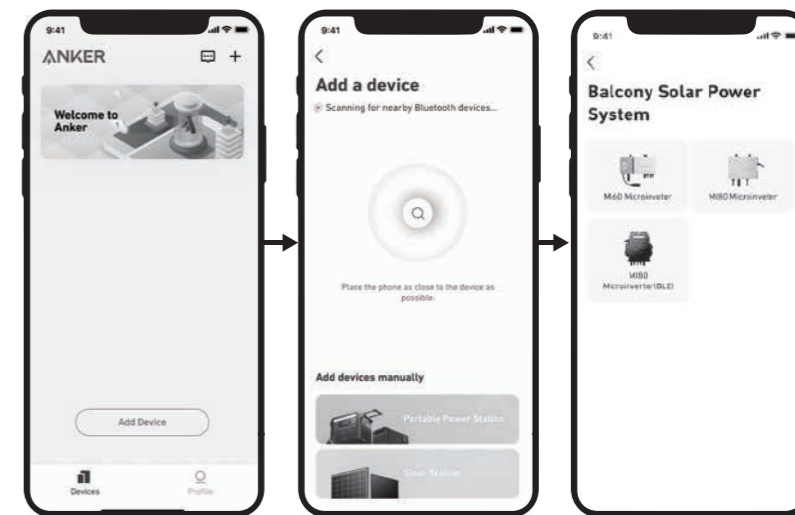 9:41
ANKER
Welcome to
Anker
Add Device
Devices
Profile
9:41
Add a device
Scanning for nearby Bluetooth devices...
Place the phone as close to the device as
possible.
Add devices manually
Portable Power Station
Solar Station
9:41
Balcony Solar Power
System
MI60 Microinveter
MI80 Microinveter
MI80
Microinverter(BLE)